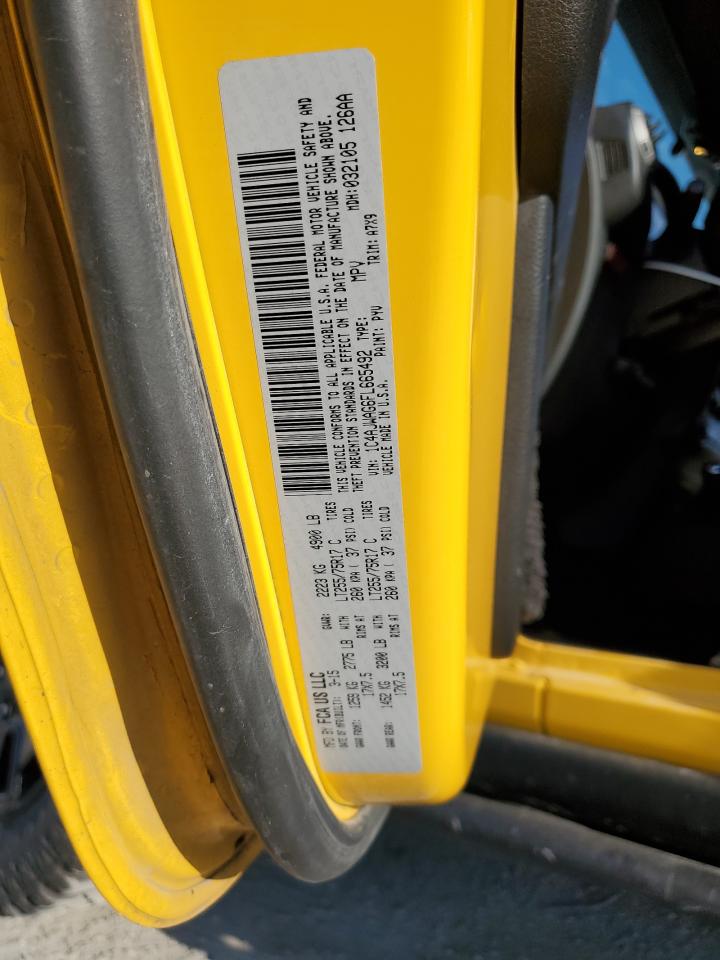 MFD BY FCA US LLC
DATE OF MFR(BUILT): 3-15 GVWR: 2223 KG 4900 LB
GAWR FRONT: 1259 KG 2775 LB WITH LT255/75R17 C TIRES
17X7.5 RIMS AT 260 KPA ( 37 PSI) COLD
GAWR REAR: 1452 KG 3200 LB WITH LT255/75R17 C TIRES
17X7.5 RIMS AT 260 KPA ( 37 PSI) COLD
THIS VEHICLE CONFORMS TO ALL APPLICABLE U.S.A. FEDERAL MOTOR VEHICLE SAFETY AND
THEFT PREVENTION STANDARDS IN EFFECT ON THE DATE OF MANUFACTURE SHOWN ABOVE.
VIN: 1C4AJWAG6FL665492 TYPE: MPV MDH:032105 126AA
VEHICLE MADE IN U.S.A. PAINT: PYV TRIM: A7X9